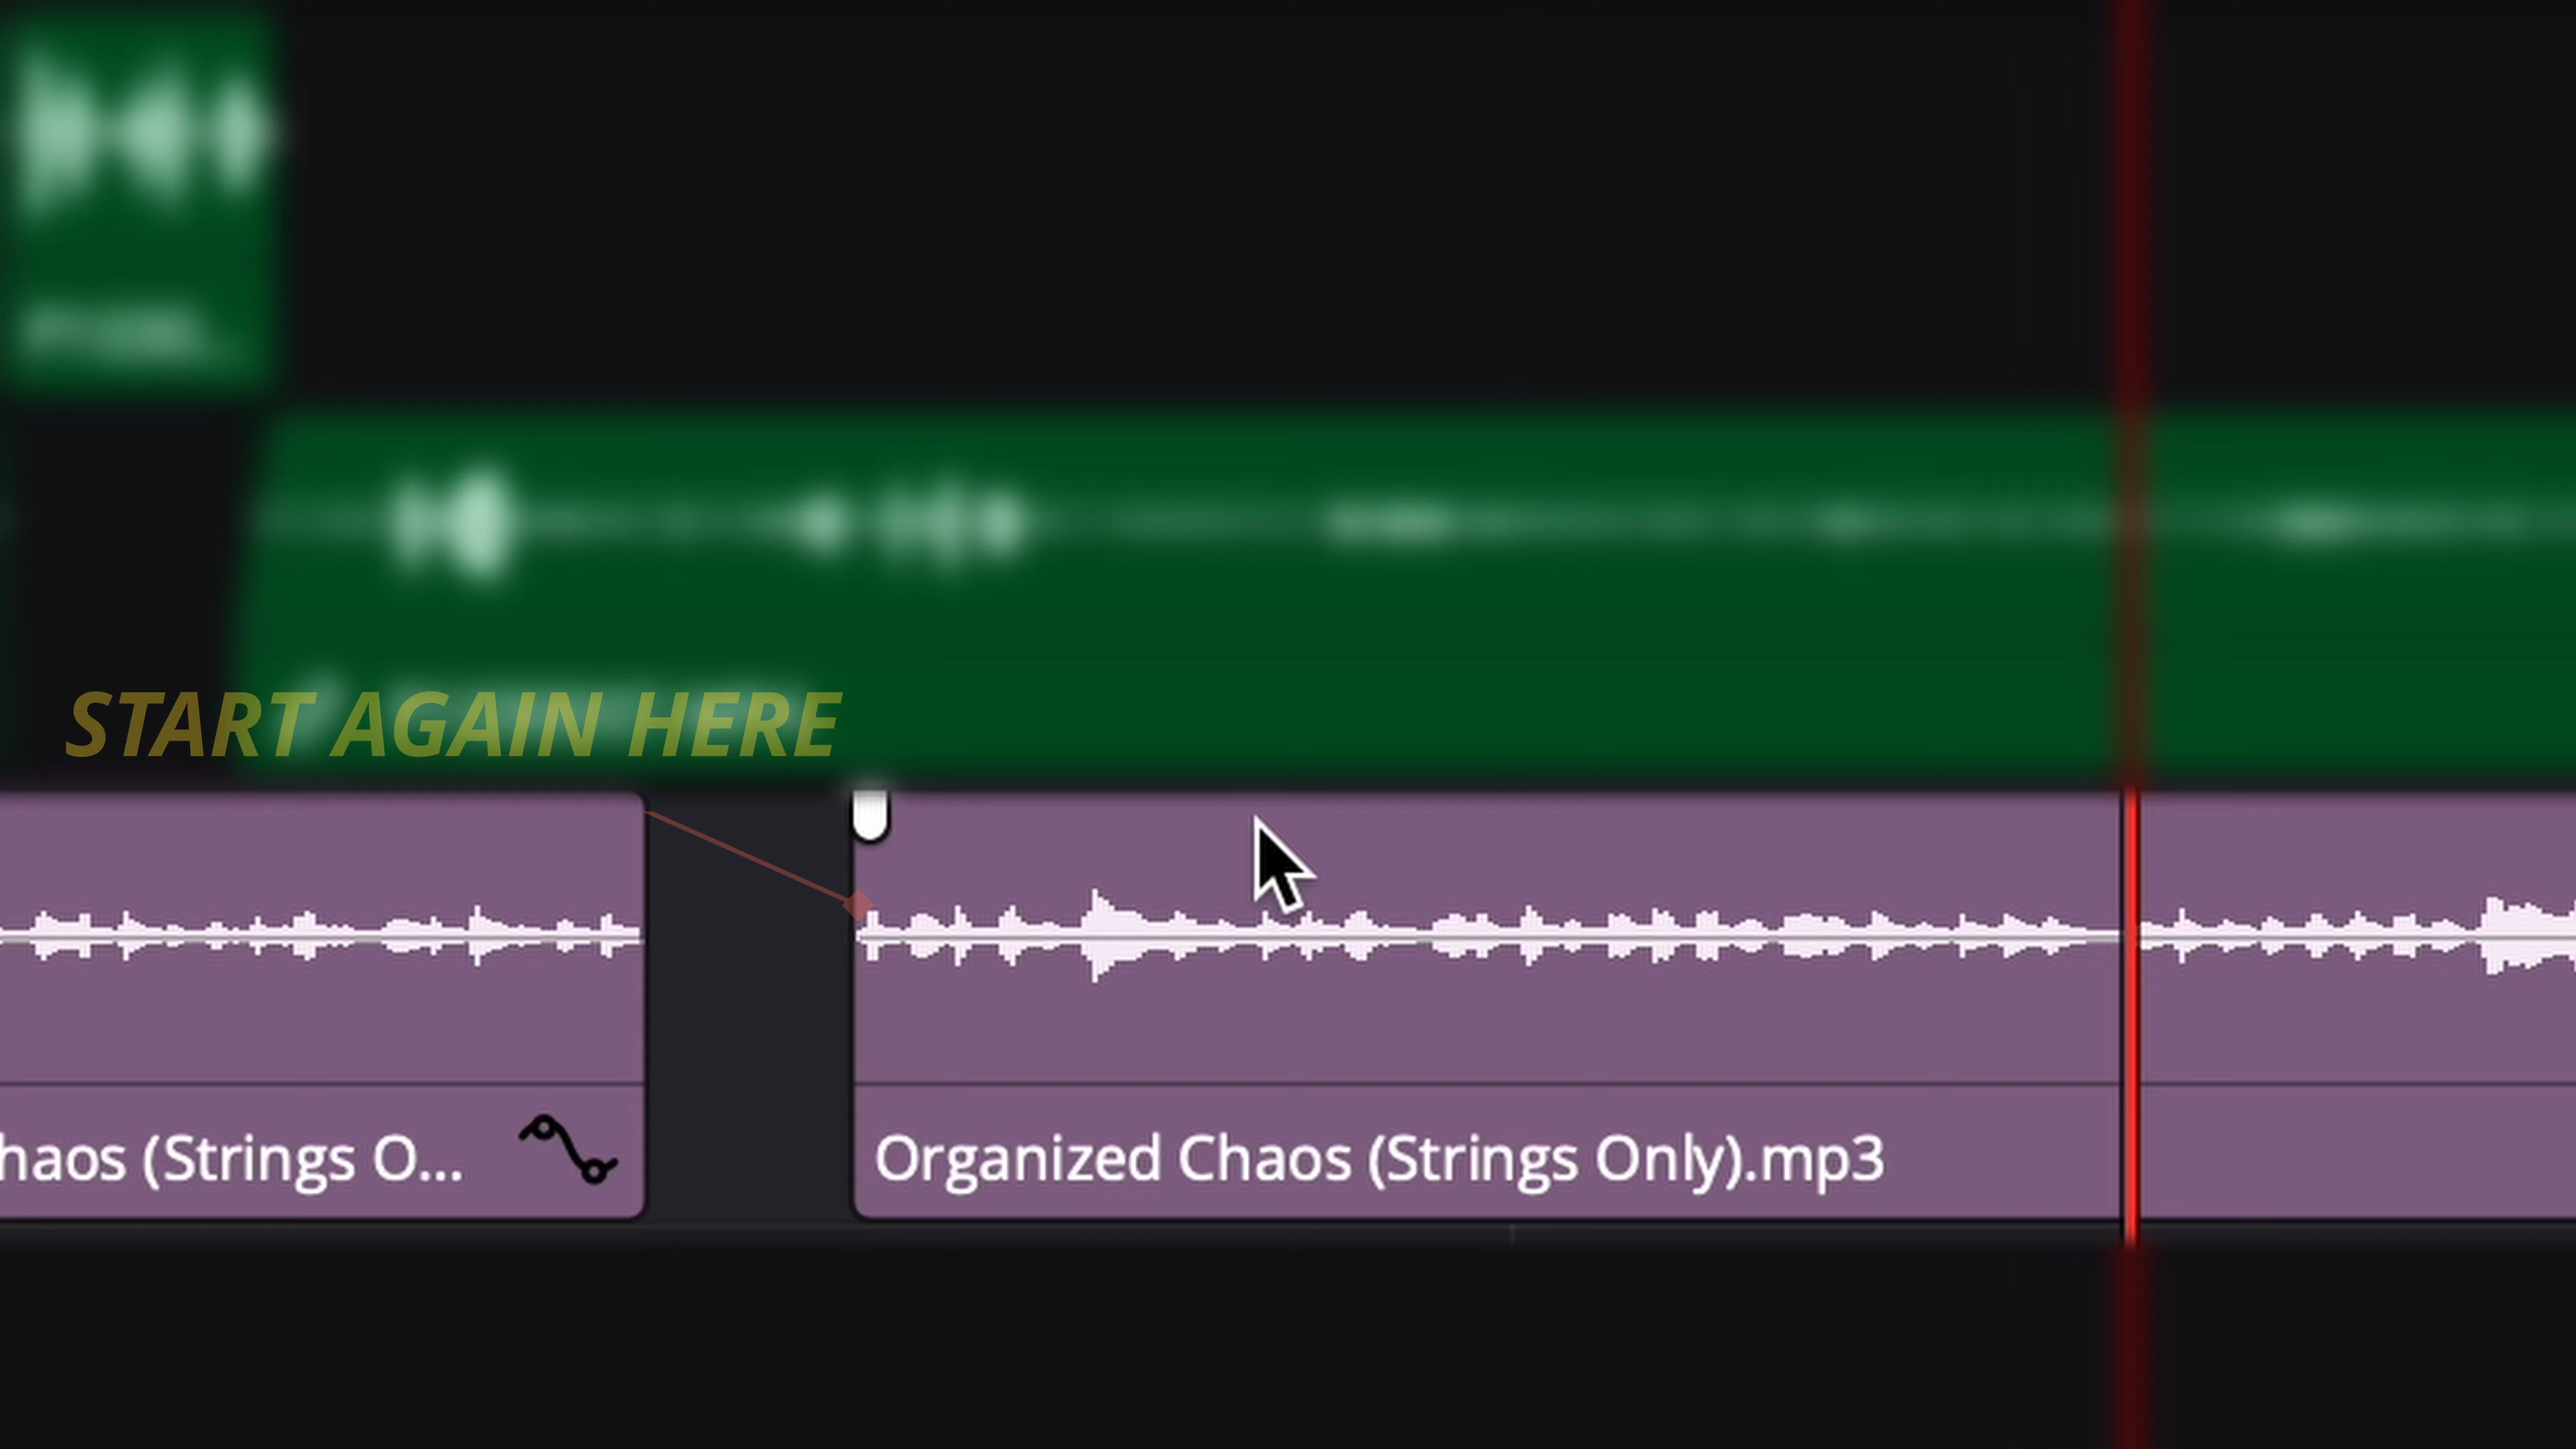 START AGAIN HERE
haos (Strings O...
Organized Chaos (Strings Only).mp3